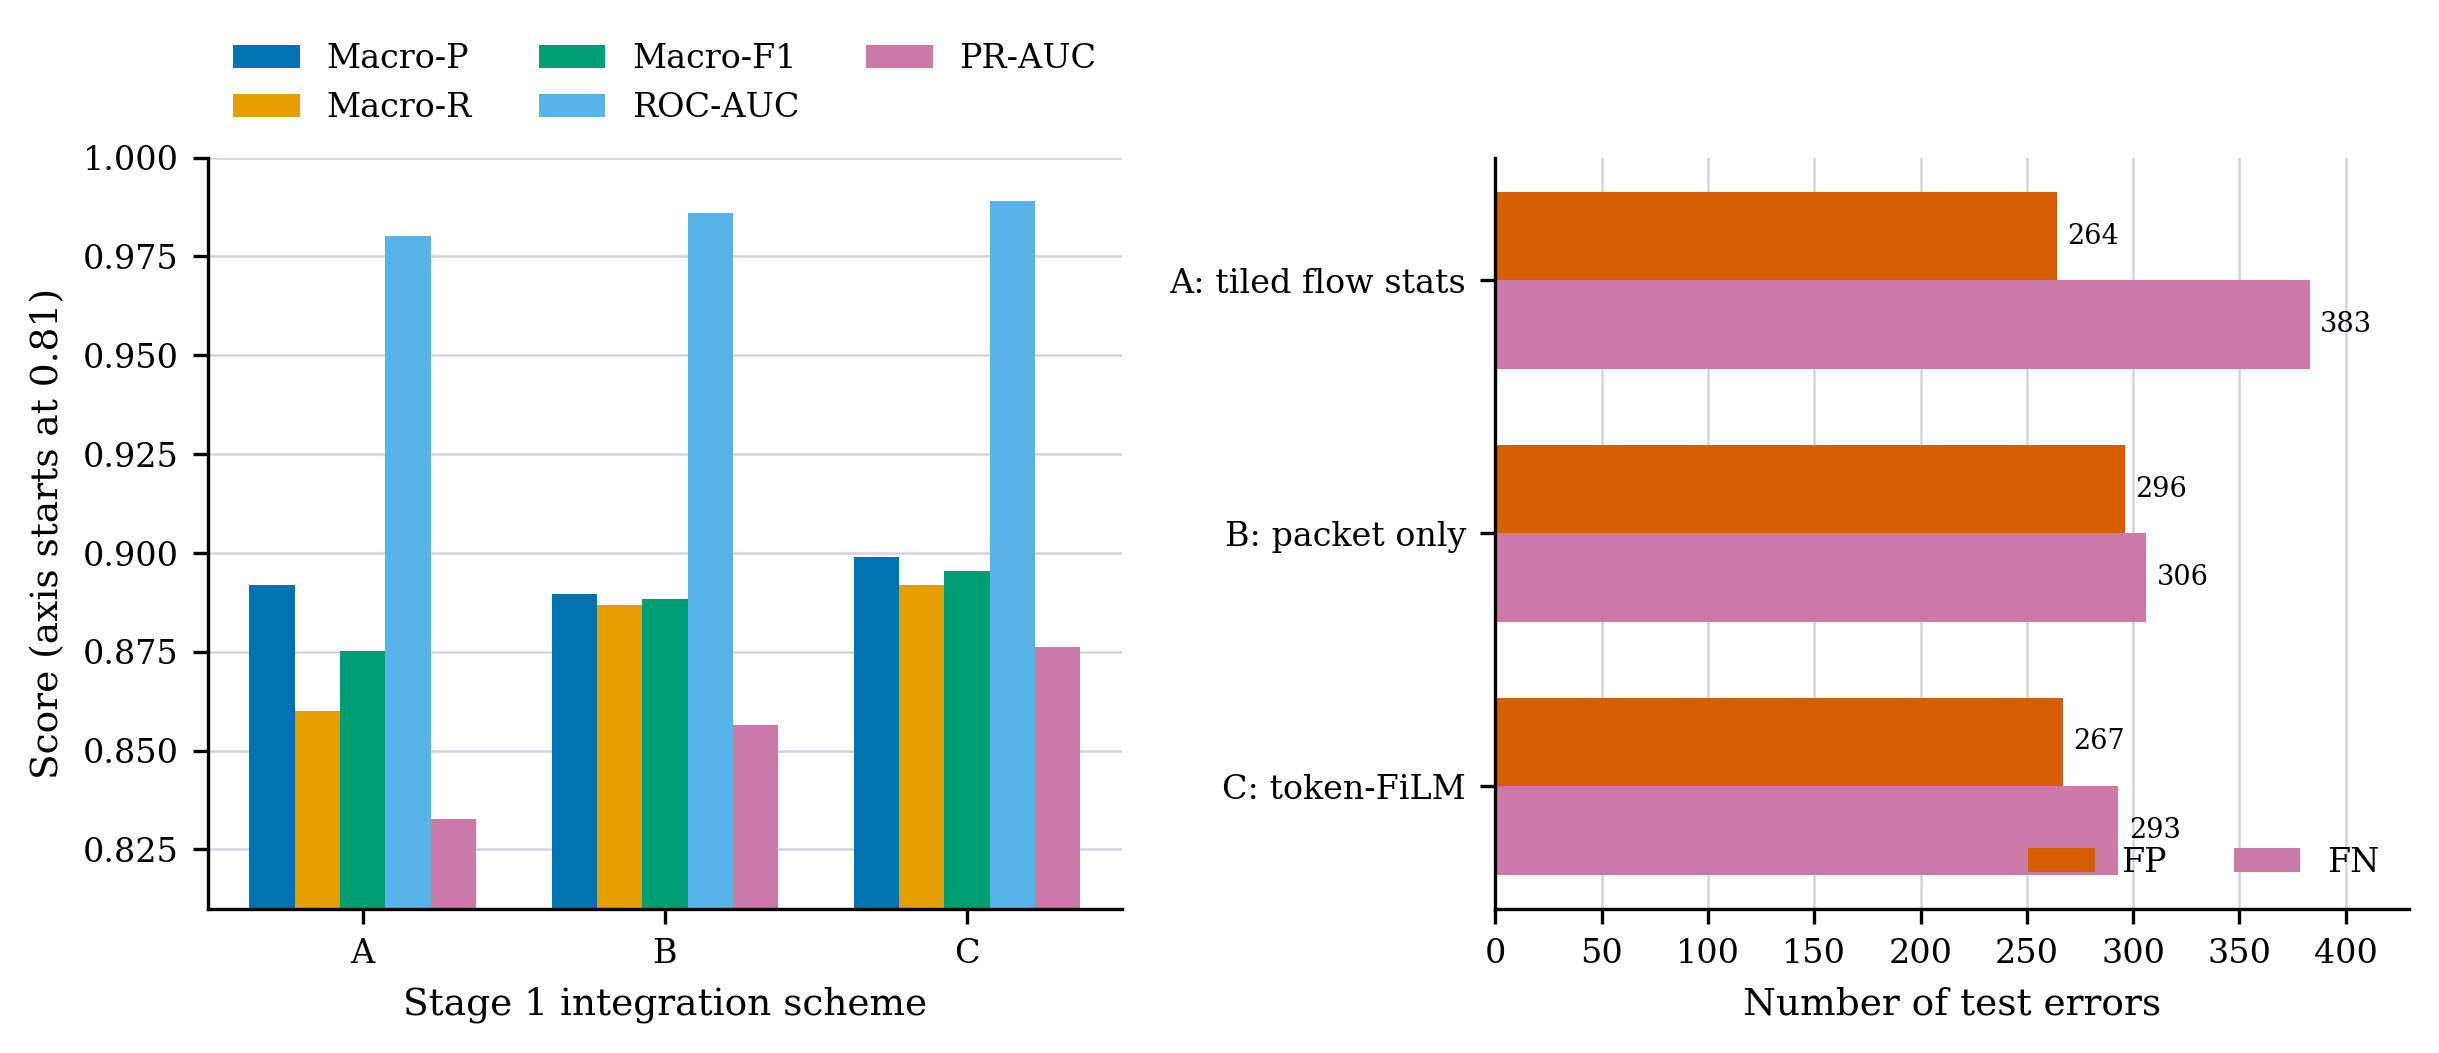 Macro-P
Macro-R
Macro-F1
ROC-AUC
PR-AUC
1.000
0.975
0.950
0.925
0.900
0.875
0.850
0.825
Score (axis starts at 0.81)
A
B
C
Stage 1 integration scheme
A: tiled flow stats
B: packet only
C: token-FiLM
264
383
296
306
267
293
FP
FN
0
50
100
150
200
250
300
350
400
Number of test errors